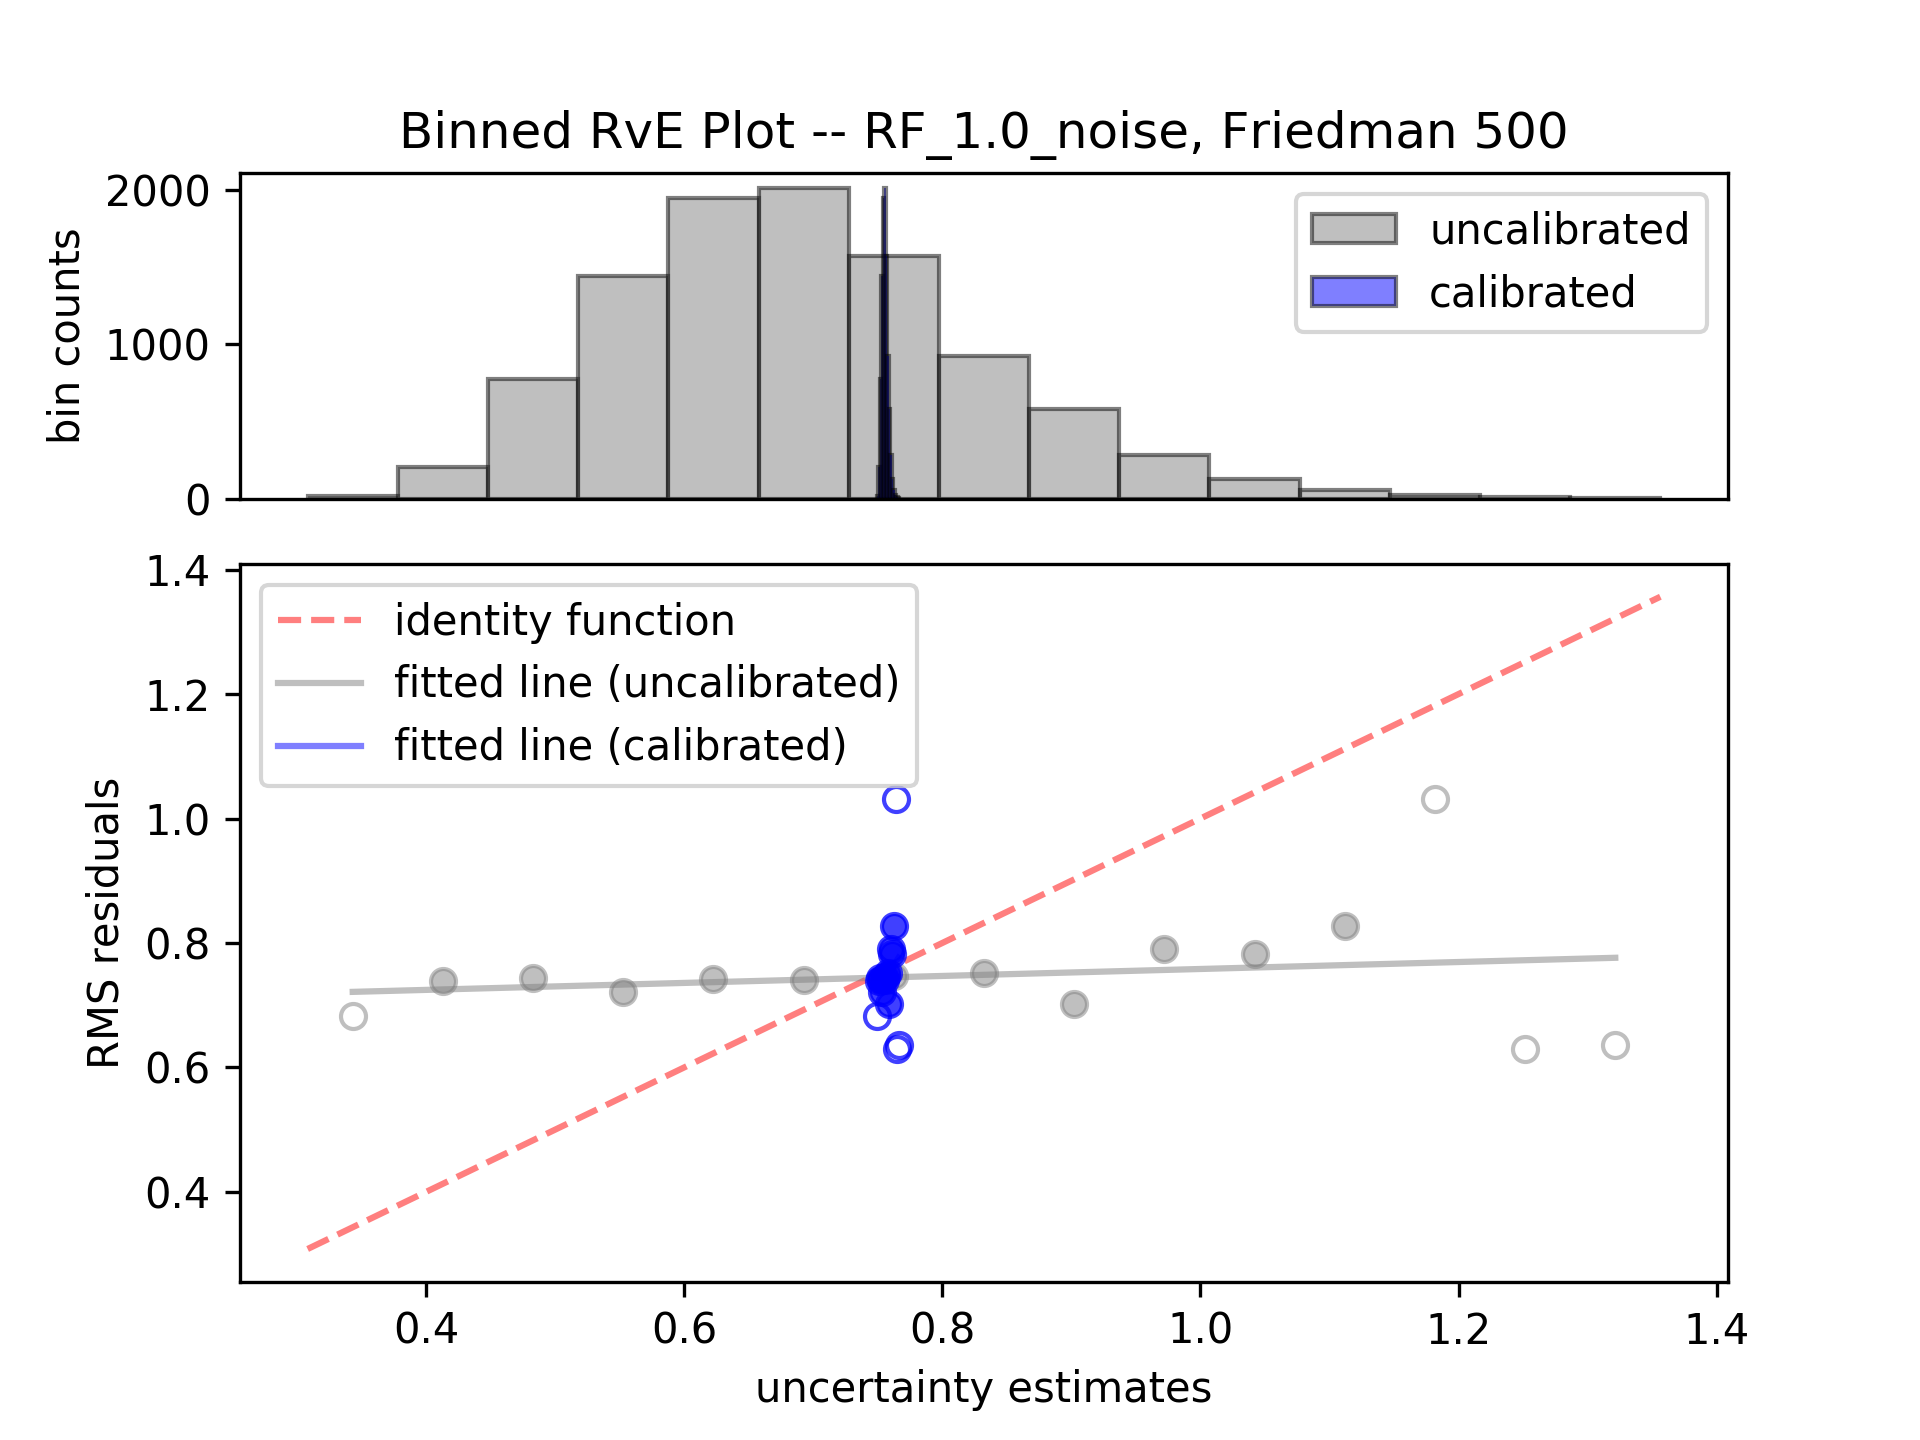 Binned RvE Plot -- RF_1.0_noise, Friedman 500
bin counts
2000
1000
0
uncalibrated
calibrated
RMS residuals
1.4
1.2
1.0
0.8
0.6
0.4
identity function
fitted line (uncalibrated)
fitted line (calibrated)
0.4 0.6 0.8 1.0 1.2 1.4
uncertainty estimates